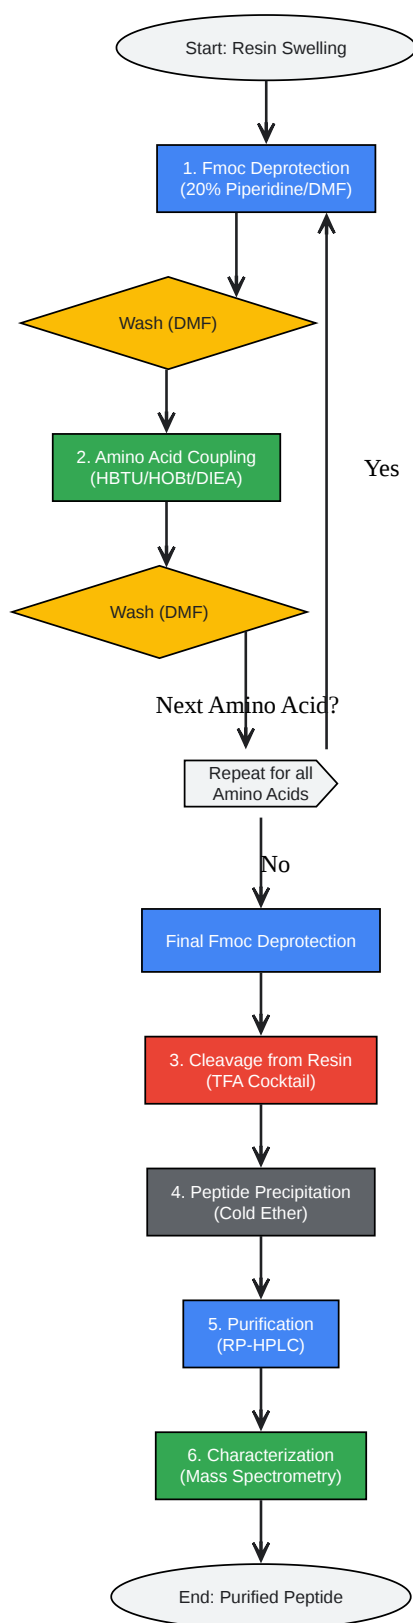 Start: Resin Swelling
1. Fmoc Deprotection
(20% Piperidine/DMF)
Wash (DMF)
2. Amino Acid Coupling
(HBTU/HOBt/DIEA)
Yes
Wash (DMF)
Next Amino Acid?
Repeat for all
Amino Acids
No
Final Fmoc Deprotection
3. Cleavage from Resin
(TFA Cocktail)
4. Peptide Precipitation
(Cold Ether)
5. Purification
(RP-HPLC)
6. Characterization
(Mass Spectrometry)
End: Purified Peptide